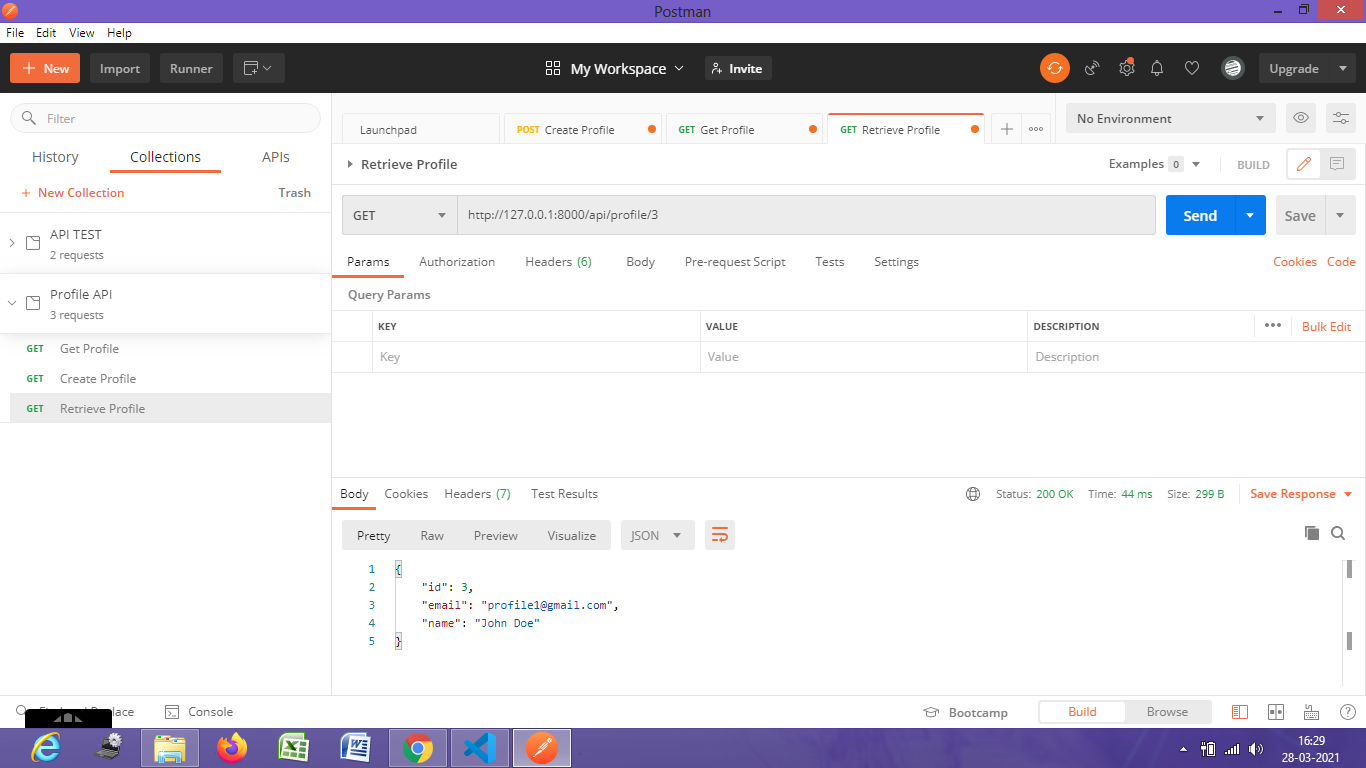 Postman
File Edit View Help
New Import Runner My Workspace Invite Upgrade
Filter
History Collections APIs
+ New Collection Trash
API TEST
2 requests
Profile API
3 requests
GET Get Profile
GET Create Profile
GET Retrieve Profile
Launchpad POST Create Profile GET Get Profile GET Retrieve Profile No Environment
Retrieve Profile Examples 0 BUILD
GET http://127.0.0.1:8000/api/profile/3 Send Save
Params Authorization Headers (6) Body Pre-request Script Tests Settings Cookies Code
Query Params
KEY VALUE DESCRIPTION Bulk Edit
Key Value Description
Body Cookies Headers (7) Test Results Status: 200 OK Time: 44 ms Size: 299 B Save Response
Pretty Raw Preview Visualize JSON
1 {
2 "id": 3,
3 "email": "profile1@gmail.com",
4 "name": "John Doe"
5 }
Console Bootcamp Build Browse
16:29
28-03-2021